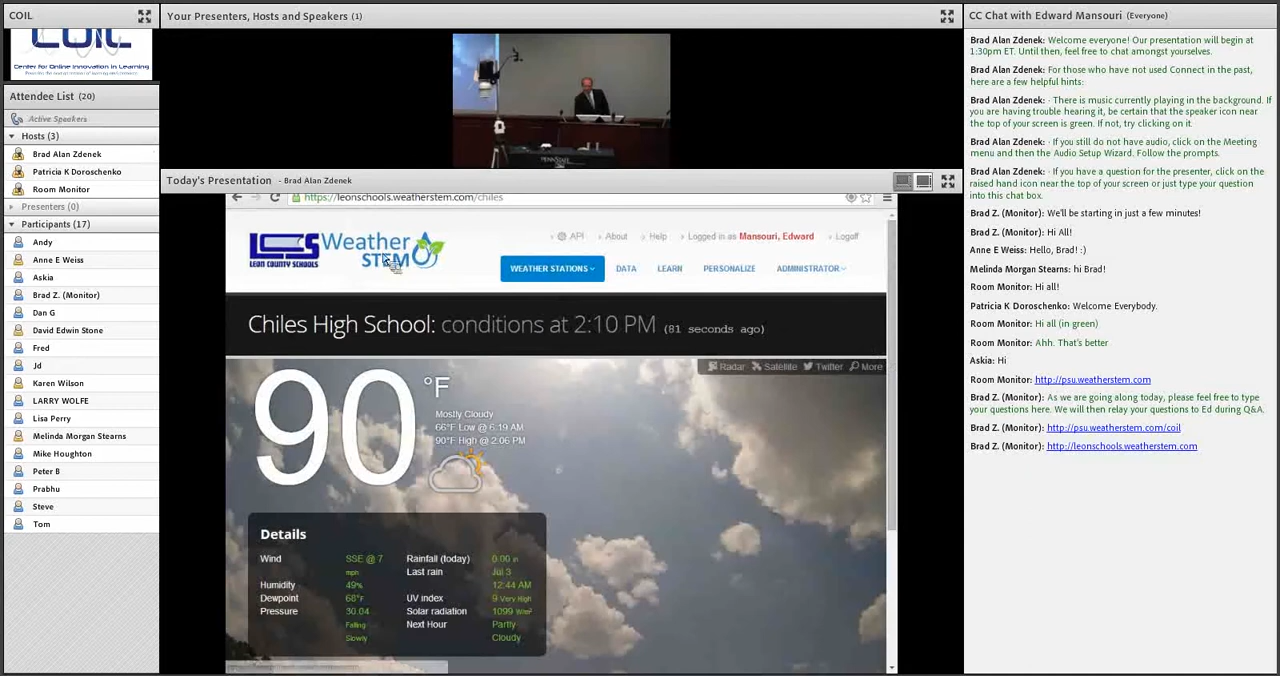 COIL
COIL
Center for Online Innovation in Learning
Attendee List (20)
Active Speakers
Hosts (3)
Brad Alan Zdenek
Patricia K Doroschenko
Room Monitor
Presenters (0)
Participants (17)
Andy
Anne E Weiss
Askia
Brad Z. (Monitor)
Dan G
David Edwin Stone
Fred
Jd
Karen Wilson
LARRY WOLFE
Lisa Perry
Melinda Morgan Stearns
Mike Houghton
Peter B
Prabhu
Steve
Tom
Your Presenters, Hosts and Speakers (1)
PENNSTATE
Today's Presentation - Brad Alan Zdenek
https://leonschools.weatherstem.com/chiles
LCS
LEON COUNTY SCHOOLS
Weather
STEM
API About Help Logged in as Mansouri, Edward Logoff
WEATHER STATIONS DATA LEARN PERSONALIZE ADMINISTRATOR
Chiles High School: conditions at 2:10 PM (81 seconds ago)
Radar Satellite Twitter More
90 °F
Mostly Cloudy
66°F Low @ 6:19 AM
90°F High @ 2:06 PM
Details
Wind SSE @ 7 mph
Humidity 49%
Dewpoint 68°F
Pressure 30.04 Falling Slowly
Rainfall (today) 0.00 in
Last rain Jul 3 12:44 AM
UV index 9 Very High
Solar radiation 1099 W/m²
Next Hour Partly Cloudy
CC Chat with Edward Mansouri (Everyone)
Brad Alan Zdenek: Welcome everyone! Our presentation will begin at
1:30pm ET. Until then, feel free to chat amongst yourselves.
Brad Alan Zdenek: For those who have not used Connect in the past,
here are a few helpful hints:
Brad Alan Zdenek: - There is music currently playing in the background. If
you are having trouble hearing it, be certain that the speaker icon near
the top of your screen is green. If not, try clicking on it.
Brad Alan Zdenek: - If you still do not have audio, click on the Meeting
menu and then the Audio Setup Wizard. Follow the prompts.
Brad Alan Zdenek: - If you have a question for the presenter, click on the
raised hand icon near the top of your screen or just type your question
into this chat box.
Brad Z. (Monitor): We'll be starting in just a few minutes!
Brad Z. (Monitor): Hi All!
Anne E Weiss: Hello, Brad! :)
Melinda Morgan Stearns: hi Brad!
Room Monitor: Hi all!
Patricia K Doroschenko: Welcome Everybody.
Room Monitor: Hi all (in green)
Room Monitor: Ahh. That's better
Askia: Hi
Room Monitor: http://psu.weatherstem.com
Brad Z. (Monitor): As we are going along today, please feel free to type
your questions here. We will then relay your questions to Ed during Q&A.
Brad Z. (Monitor): http://psu.weatherstem.com/coil
Brad Z. (Monitor): http://leonschools.weatherstem.com